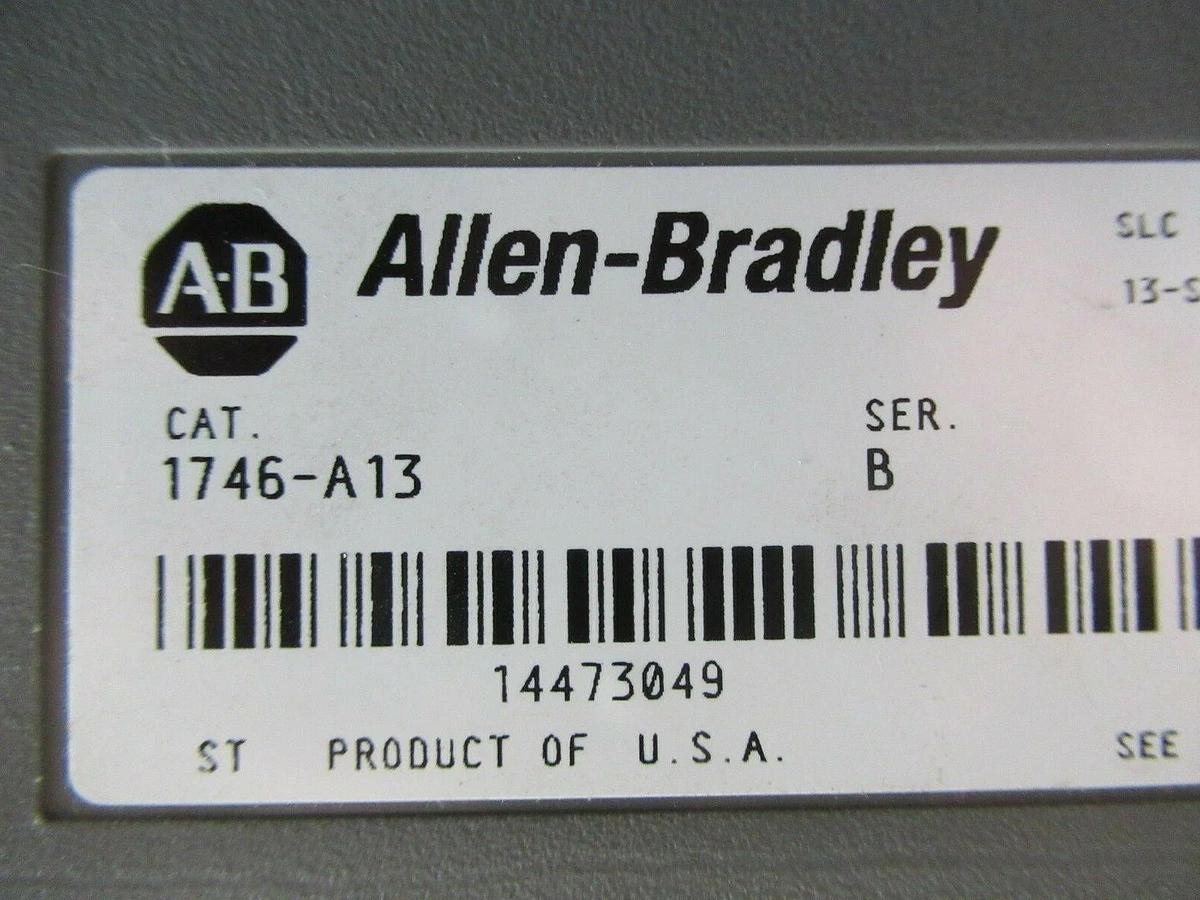 A-B Allen-Bradley SLC
13-S
CAT. SER.
1746-A13 B
14473049
ST PRODUCT OF U.S.A. SEE